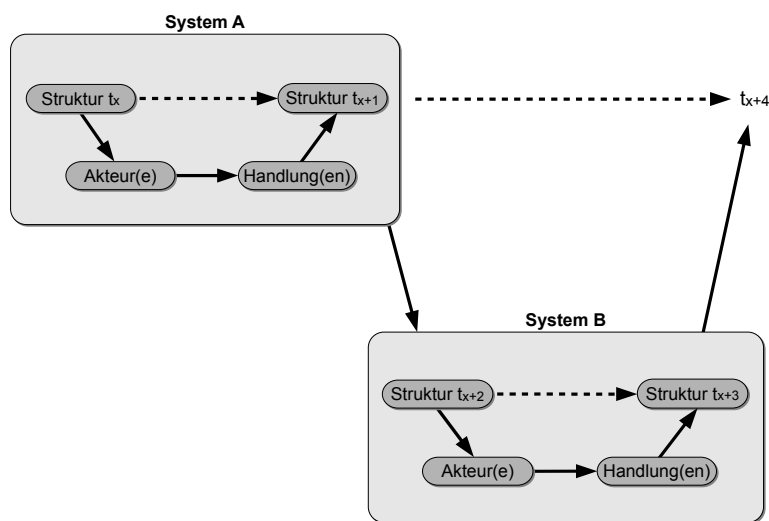 System A
Struktur tx
Struktur tx+1
tx+4
Akteur(e)
Handlung(en)
System B
Struktur tx+2
Struktur tx+3
Akteur(e)
Handlung(en)